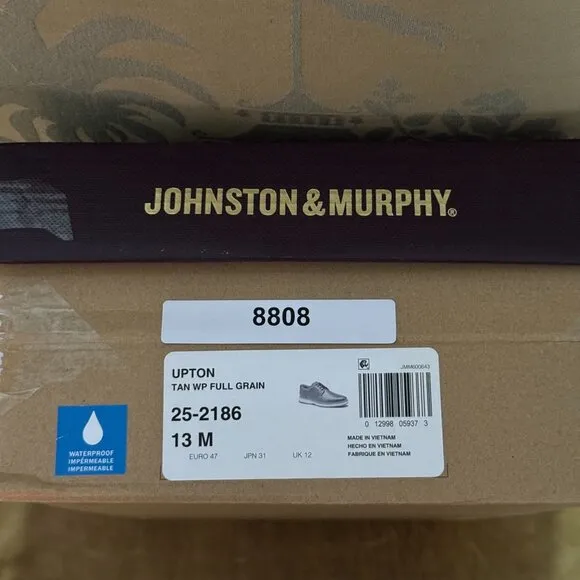 JOHNSTON & MURPHY®
8808
UPTON
TAN WP FULL GRAIN
25-2186
13 M
EURO 47 JPN 31 UK 12
JMM600643
0 12998 05937 3
MADE IN VIETNAM
HECHO EN VIETNAM
FABRIQUE EN VIETNAM
WATERPROOF
IMPERMÉABLE
IMPERMEABLE